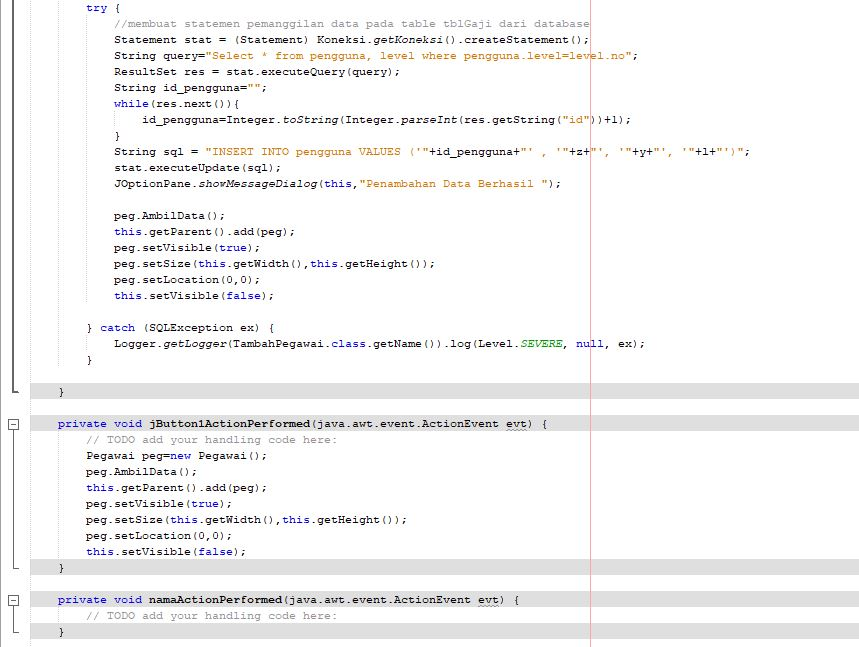 try {
//membuat statemen pemanggilan data pada table tblGaji dari database
Statement stat = (Statement) Koneksi.getKoneksi().createStatement();
String query="Select * from pengguna, level where pengguna.level=level.no";
ResultSet res = stat.executeQuery(query);
String id_pengguna="";
while(res.next()){
id_pengguna=Integer.toString(Integer.parseInt(res.getString("id"))+1);
}
String sql = "INSERT INTO pengguna VALUES ('"+id_pengguna+"' , '"+z+"', '"+y+"', '"+l+"')";
stat.executeUpdate(sql);
JOptionPane.showMessageDialog(this,"Penambahan Data Berhasil ");
peg.AmbilData();
this.getParent().add(peg);
peg.setVisible(true);
peg.setSize(this.getWidth(),this.getHeight());
peg.setLocation(0,0);
this.setVisible(false);
} catch (SQLException ex) {
Logger.getLogger(TambahPegawai.class.getName()).log(Level.SEVERE, null, ex);
}
}
private void jButton1ActionPerformed(java.awt.event.ActionEvent evt) {
// TODO add your handling code here:
Pegawai peg=new Pegawai();
peg.AmbilData();
this.getParent().add(peg);
peg.setVisible(true);
peg.setSize(this.getWidth(),this.getHeight());
peg.setLocation(0,0);
this.setVisible(false);
}
private void namaActionPerformed(java.awt.event.ActionEvent evt) {
// TODO add your handling code here:
}